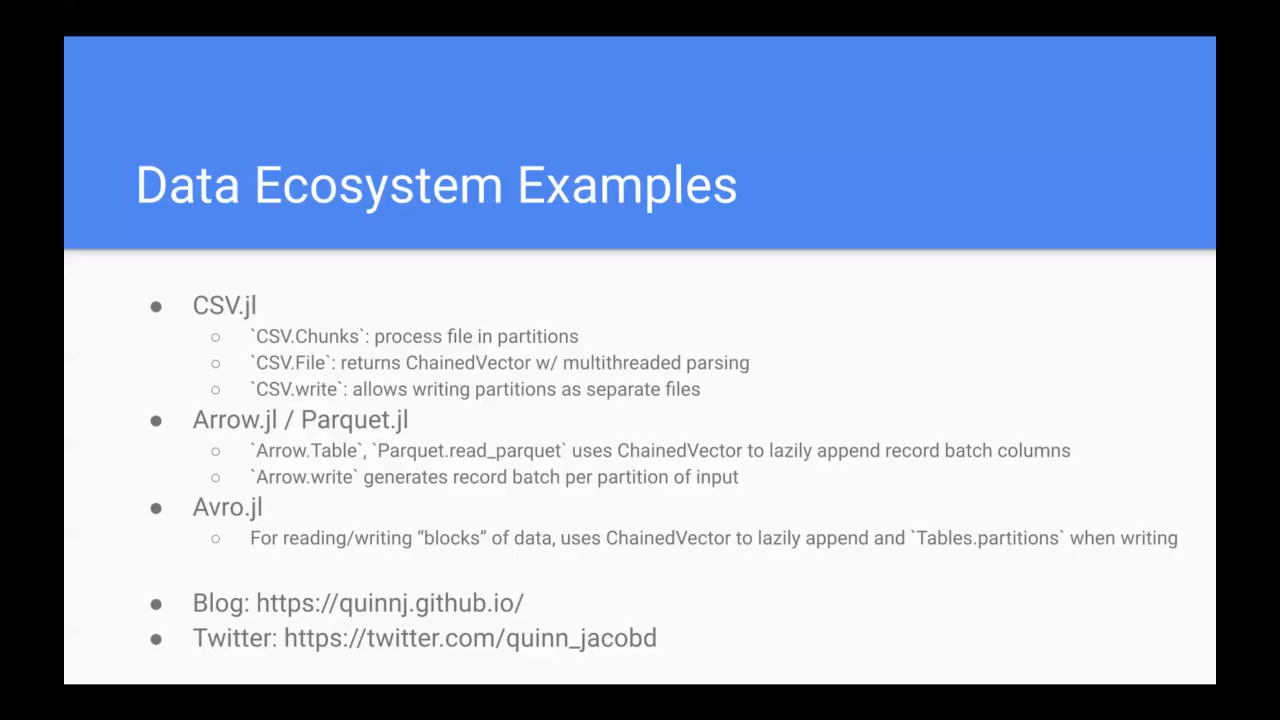 Data Ecosystem Examples
● CSV.jl
○ `CSV.Chunks`: process file in partitions
○ `CSV.File`: returns ChainedVector w/ multithreaded parsing
○ `CSV.write`: allows writing partitions as separate files
● Arrow.jl / Parquet.jl
○ `Arrow.Table`, `Parquet.read_parquet` uses ChainedVector to lazily append record batch columns
○ `Arrow.write` generates record batch per partition of input
● Avro.jl
○ For reading/writing “blocks” of data, uses ChainedVector to lazily append and `Tables.partitions` when writing
● Blog: https://quinnj.github.io/
● Twitter: https://twitter.com/quinn_jacobd